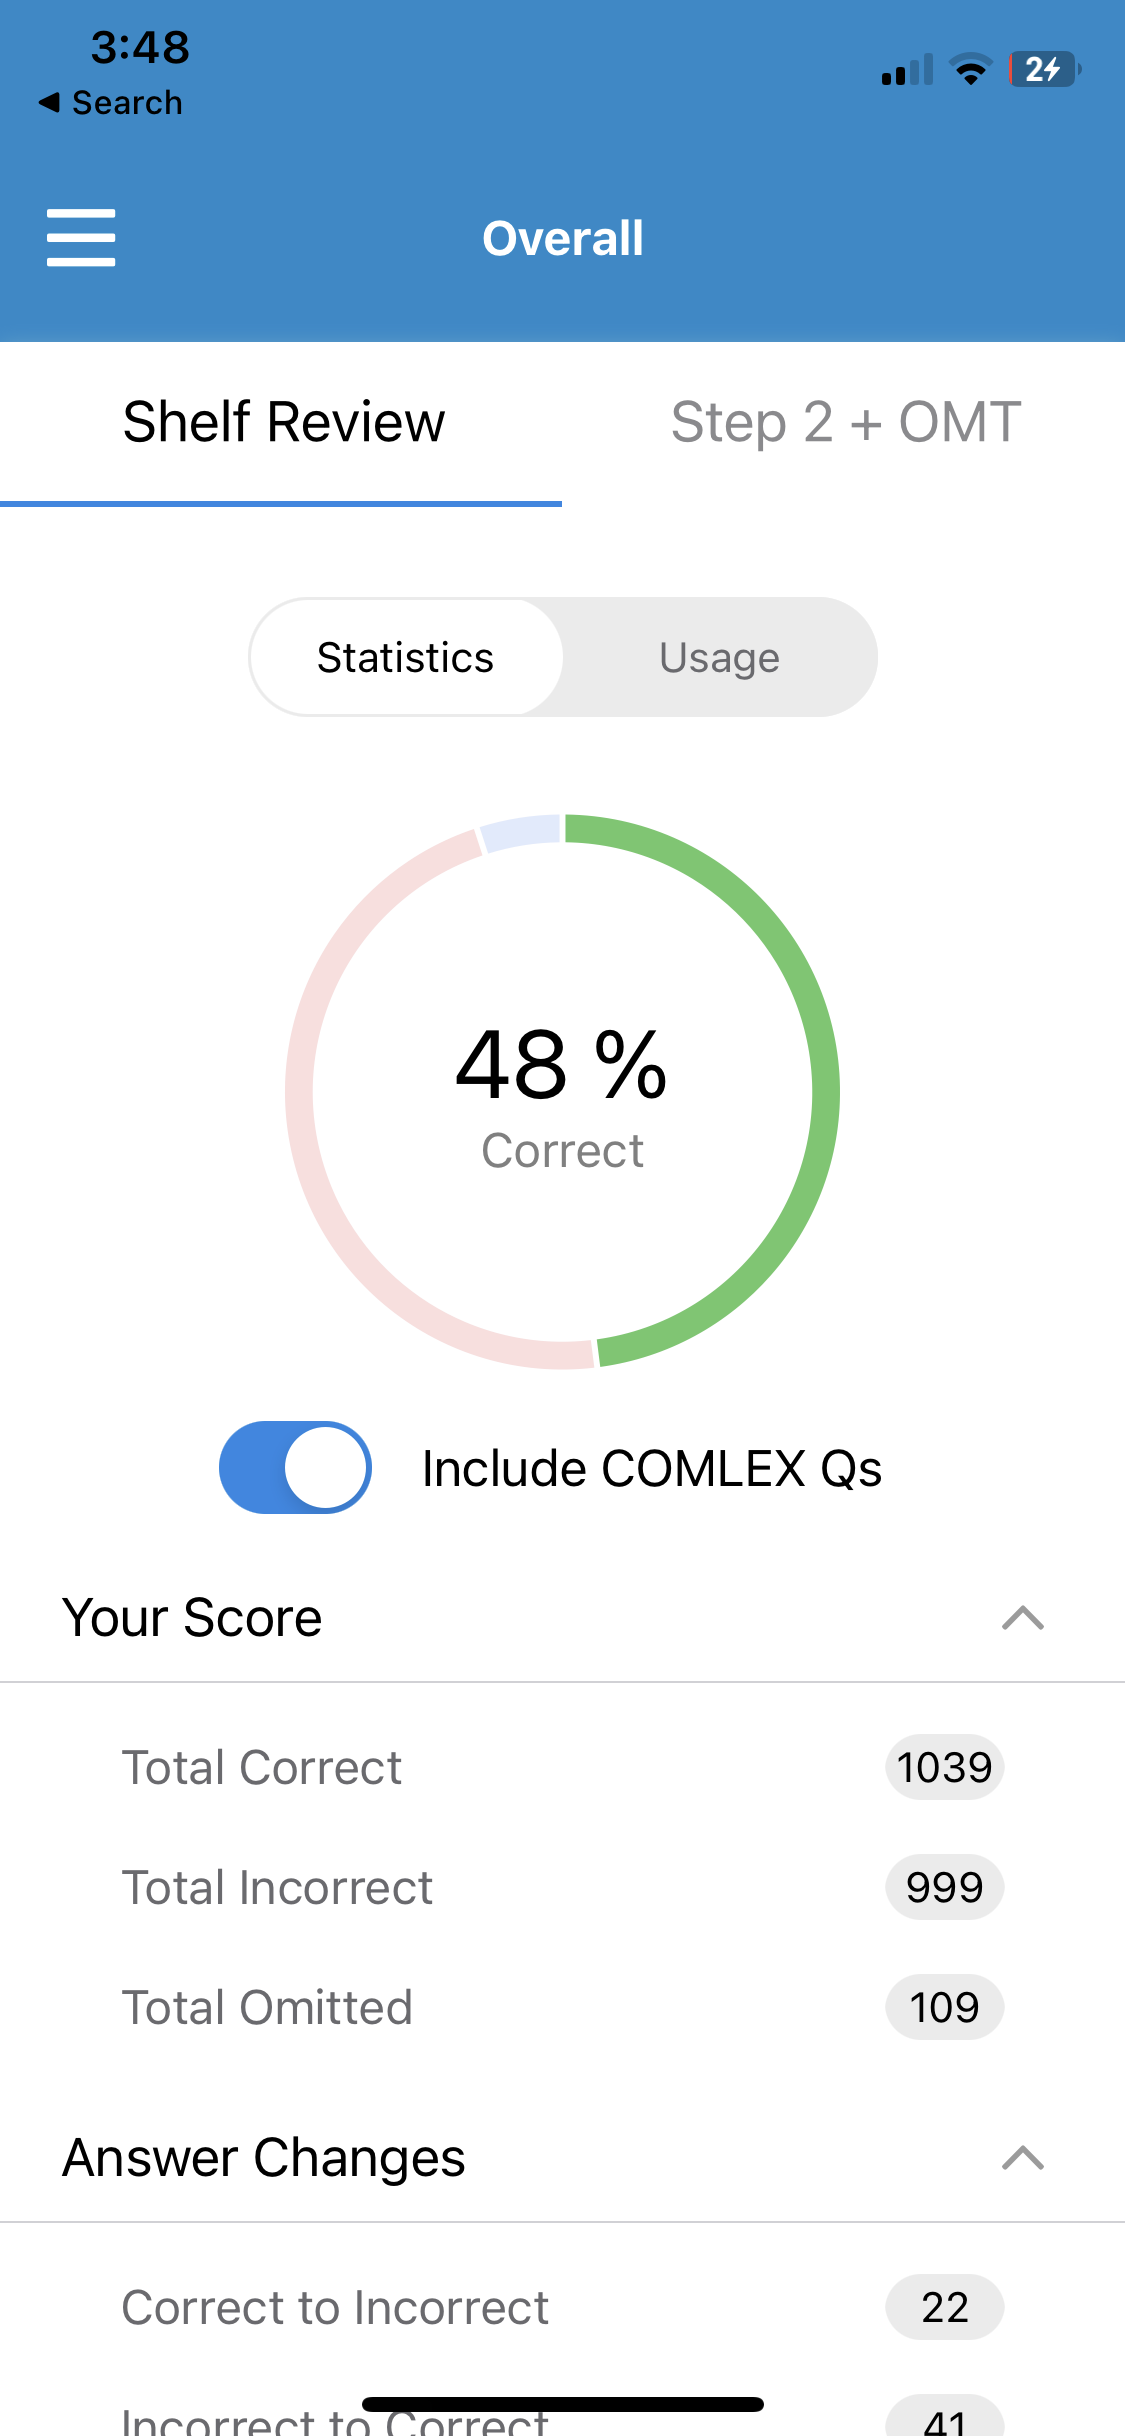 3:48
2
◀ Search
Overall
Shelf Review
Step 2 + OMT
Statistics
Usage
48 %
Correct
Include COMLEX Qs
Your Score
Total Correct
1039
Total Incorrect
999
Total Omitted
109
Answer Changes
Correct to Incorrect
22
Incorrect to Correct
41